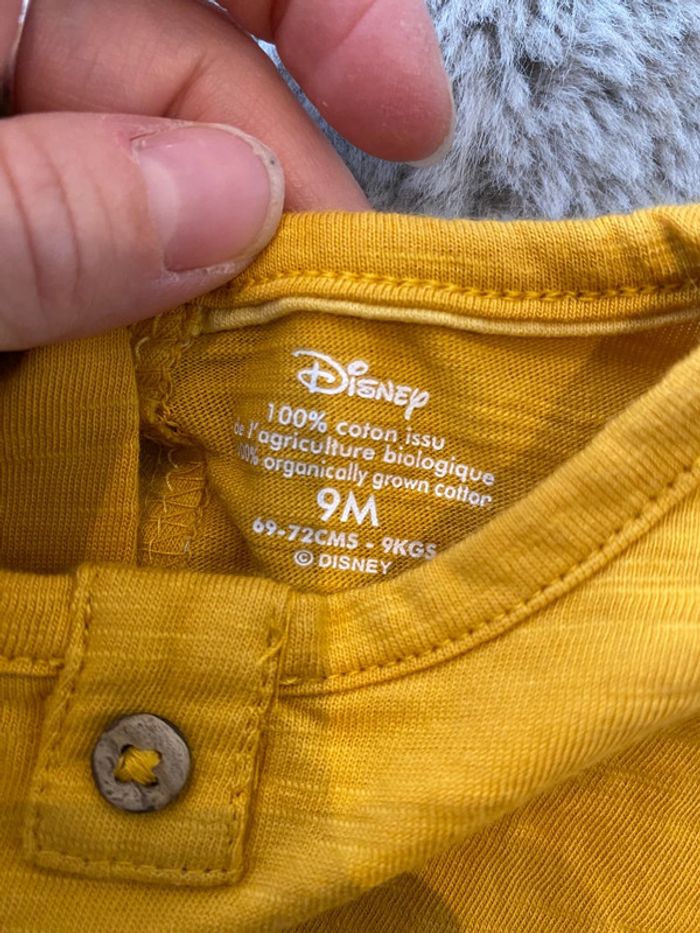 Disney
100% coton issu
de l'agriculture biologique
100% organically grown cotton
9M
69-72CMS - 9KGS
© DISNEY